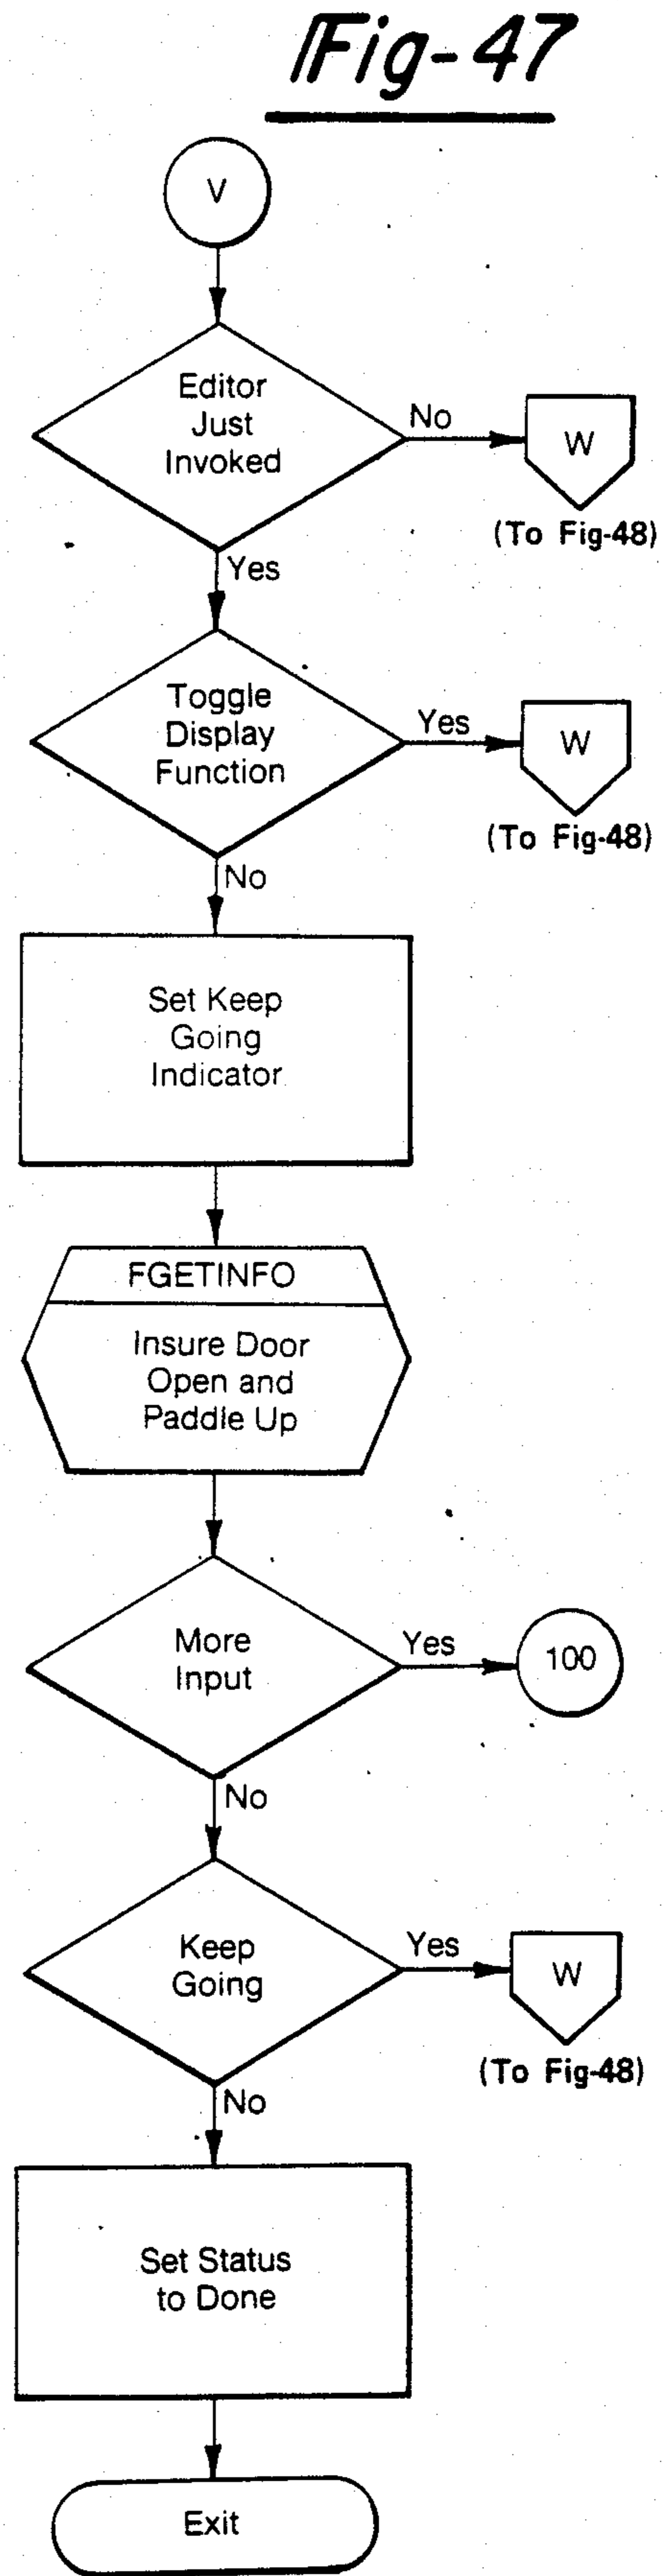 Fig-47
V
Editor
Just
Invoked
No
W
(To Fig-48)
Yes
Toggle
Display
Function
Yes
W
(To Fig-48)
No
Set Keep
Going
Indicator
FGETINFO
Insure Door
Open and
Paddle Up
More
Input
Yes
100
No
Keep
Going
Yes
W
(To Fig-48)
No
Set Status
to Done
Exit